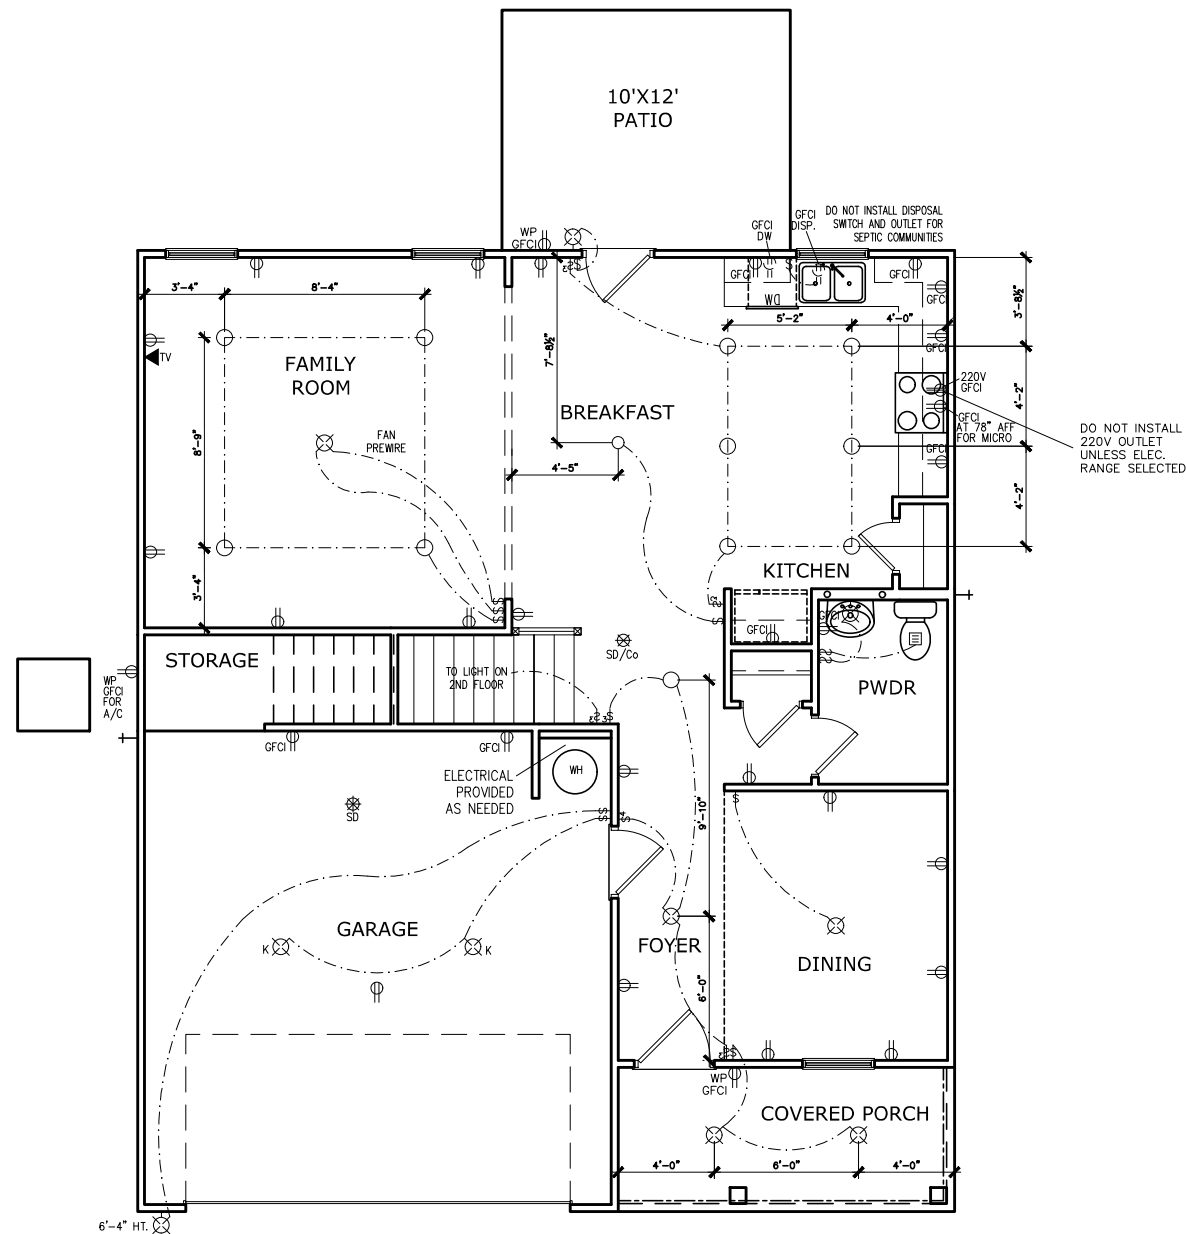 10'X12'
PATIO
WP
GFCI
GFCI
DW
GFCI
DISP.
DO NOT INSTALL DISPOSAL
SWITCH AND OUTLET FOR
SEPTIC COMMUNITIES
GFCI
GFCI
GFCI
DW
3'-4"
8'-4"
5'-2"
4'-0"
3'-8½"
TV
FAMILY
ROOM
7'-8½"
GFCI
220V
GFCI
4'-2"
BREAKFAST
GFCI
AT 78" AFF
FOR MICRO
DO NOT INSTALL
220V OUTLET
UNLESS ELEC.
RANGE SELECTED
8'-9"
FAN
PREWIRE
GFCI
4'-5"
4'-2"
3'-4"
KITCHEN
S
S
S
S
S
GFCI
GFCI
STORAGE
SD/Co
S
S
WP
GFCI
FOR
A/C
TO LIGHT ON
2ND FLOOR
PWDR
GFCI
GFCI
WH
ELECTRICAL
PROVIDED
AS NEEDED
SD
S
9'-10"
GARAGE
K
K
FOYER
DINING
6'-0"
WP
GFCI
COVERED PORCH
4'-0"
6'-0"
4'-0"
6'-4" HT.